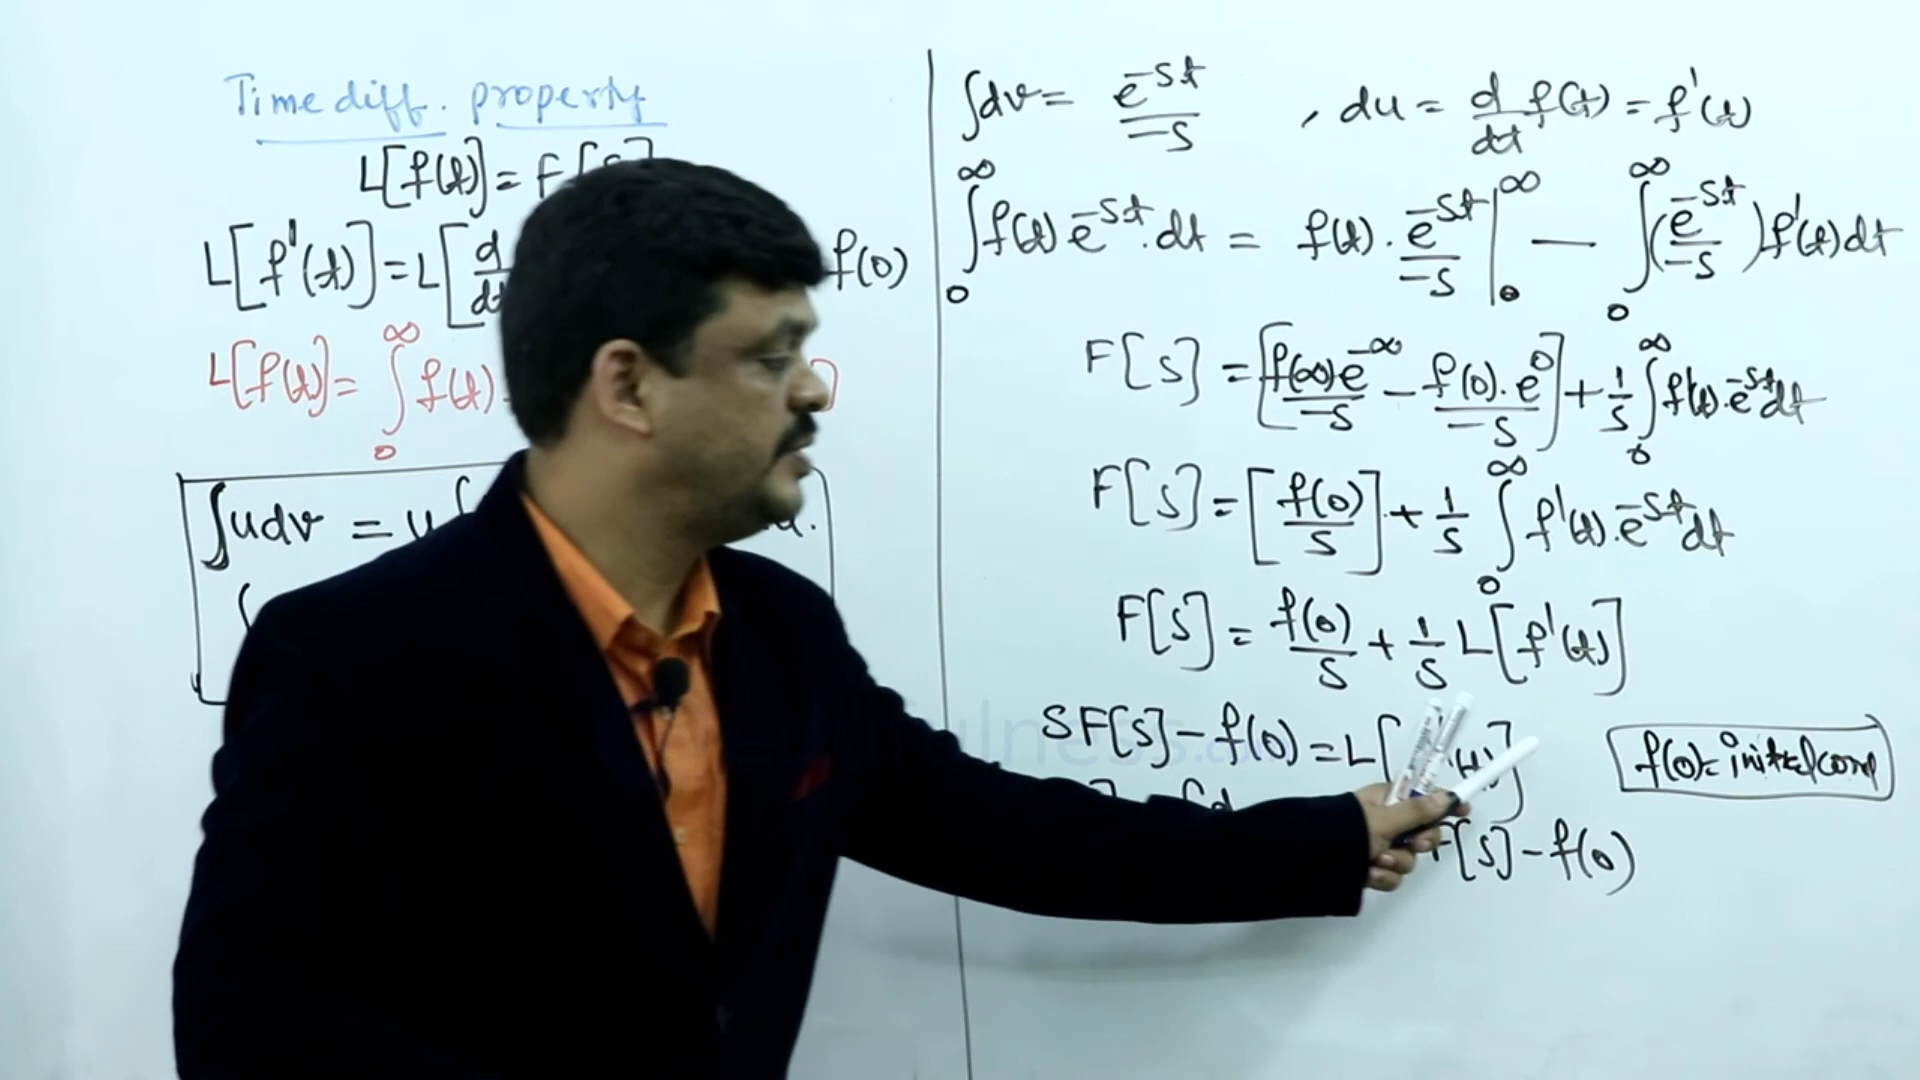 Time diff. property
L[f(t)] = F[S]
L[f'(t)] = L[d/dt f(0)
L[f(t)] = ∫₀^∞ f(t).
∫udv = u∫ u.
∫
∫dv = e^-st/-s , du = d/dt f(t) = f'(t)
∫₀^∞ f(t) e^-st.dt = f(t). e^-st/-s |₀^∞ — ∫₀^∞ (e^-st/-s) f'(t)dt
F[S] = [f(∞)e^-∞/-s - f(0).e^0/-s] + 1/s ∫₀^∞ f'(t).e^-st dt
F[S] = [f(0)/s] + 1/s ∫₀^∞ f'(t).e^-st dt
F[S] = f(0)/s + 1/s L[f'(t)]
SF[S] - f(0) = L[ (t)]
F[S] - f(0)
f(0) = initial cond
edufulness.